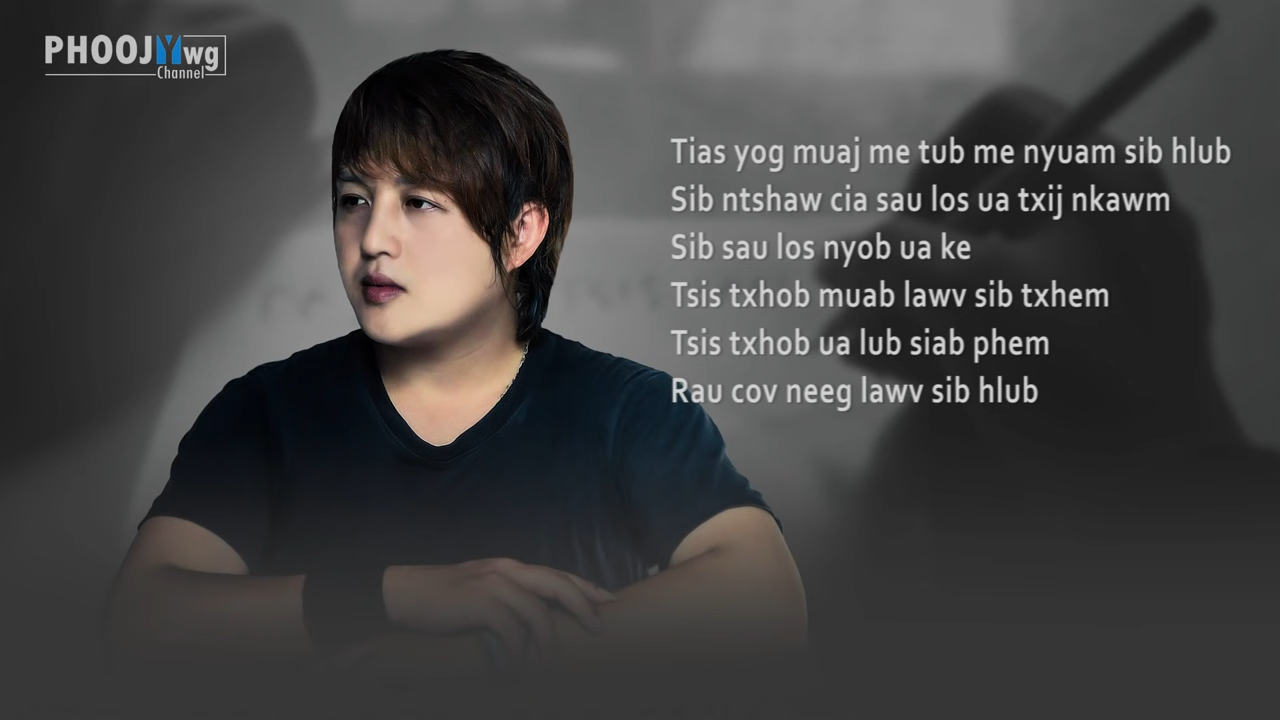 PHOOJYwg
Channel
Tias yog muaj me tub me nyuam sib hlub
Sib ntshaw cia sau los ua txij nkawm
Sib sau los nyob ua ke
Tsis txhob muab lawv sib txhem
Tsis txhob ua lub siab phem
Rau cov neeg lawv sib hlub